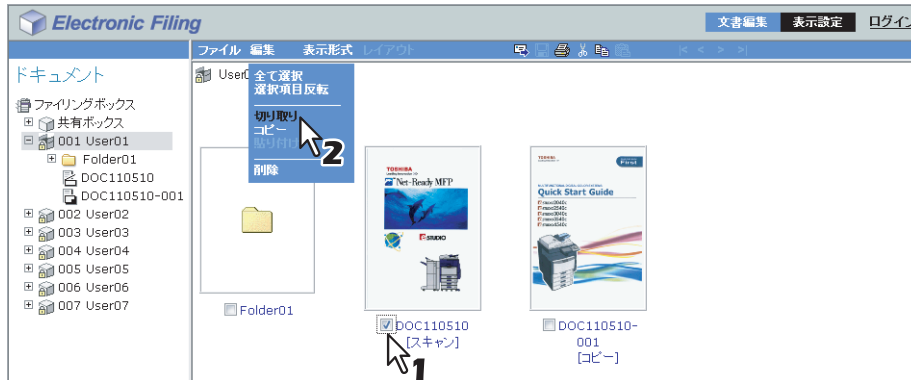 Electronic Filing
文書編集 表示設定 ログイン
ファイル 編集 表示形式 レイアウト
ドキュメント
ファイリングボックス
共有ボックス
001 User01
Folder01
DOC110510
DOC110510-001
002 User02
003 User03
004 User04
005 User05
006 User06
007 User07
全て選択
選択項目反転
切り取り
コピー
貼り付け
削除
2
TOSHIBA
Net-Ready MFP
e-STUDIO
TOSHIBA
First
Quick Start Guide
Folder01
DOC110510
[スキャン]
DOC110510-
001
[コピー]
1